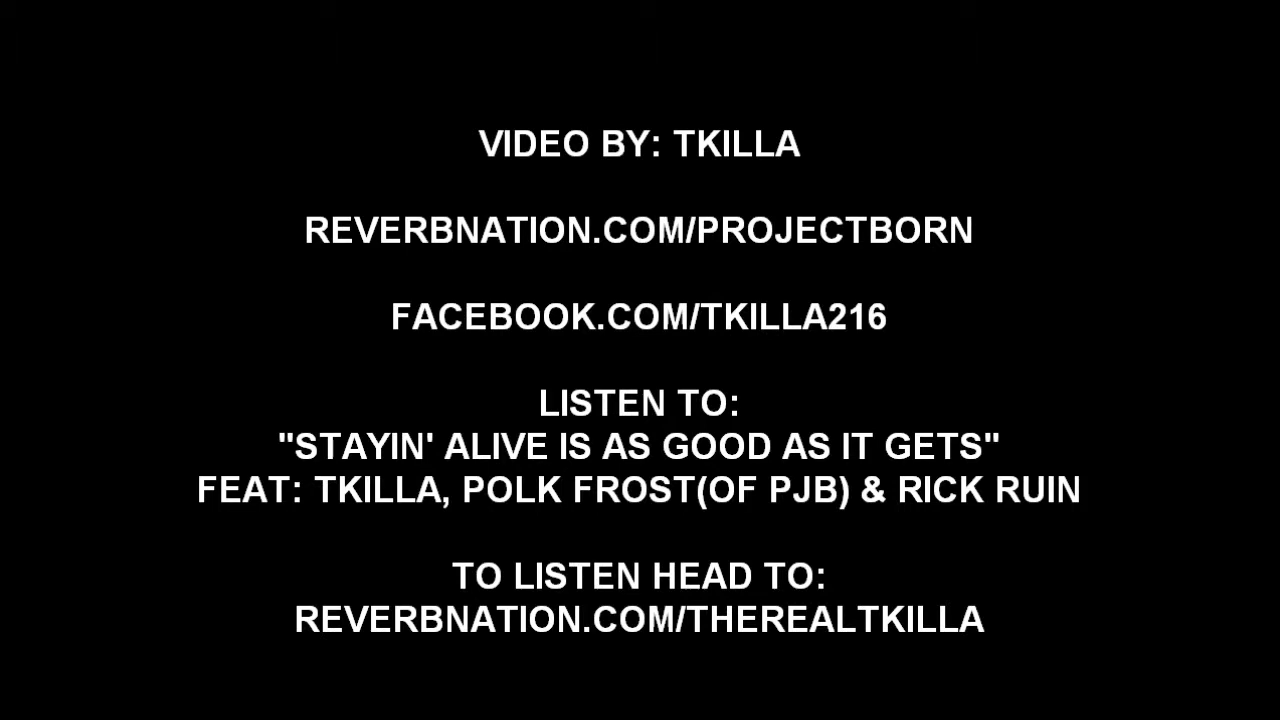 VIDEO BY: TKILLA
REVERBNATION.COM/PROJECTBORN
FACEBOOK.COM/TKILLA216
LISTEN TO:
"STAYIN' ALIVE IS AS GOOD AS IT GETS"
FEAT: TKILLA, POLK FROST(OF PJB) & RICK RUIN
TO LISTEN HEAD TO:
REVERBNATION.COM/THEREALTKILLA